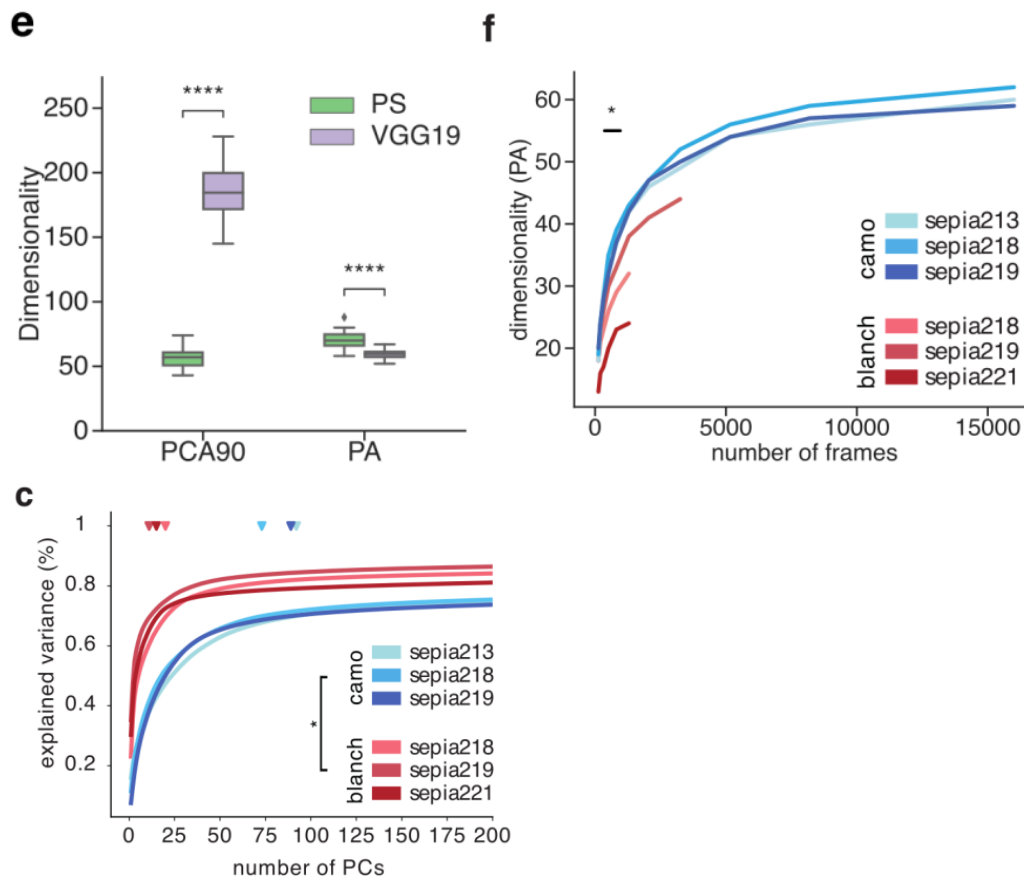 e
****
****
PS
VGG19
Dimensionality
250
200
150
100
50
0
PCA90
PA
f
*
dimensionality (PA)
60
50
40
30
20
camo
sepia213
sepia218
sepia219
blanch
sepia218
sepia219
sepia221
0
5000
10000
15000
number of frames
c
explained variance (%)
1
0.8
0.6
0.4
0.2
*
camo
sepia213
sepia218
sepia219
blanch
sepia218
sepia219
sepia221
0 25 50 75 100 125 150 175 200
number of PCs